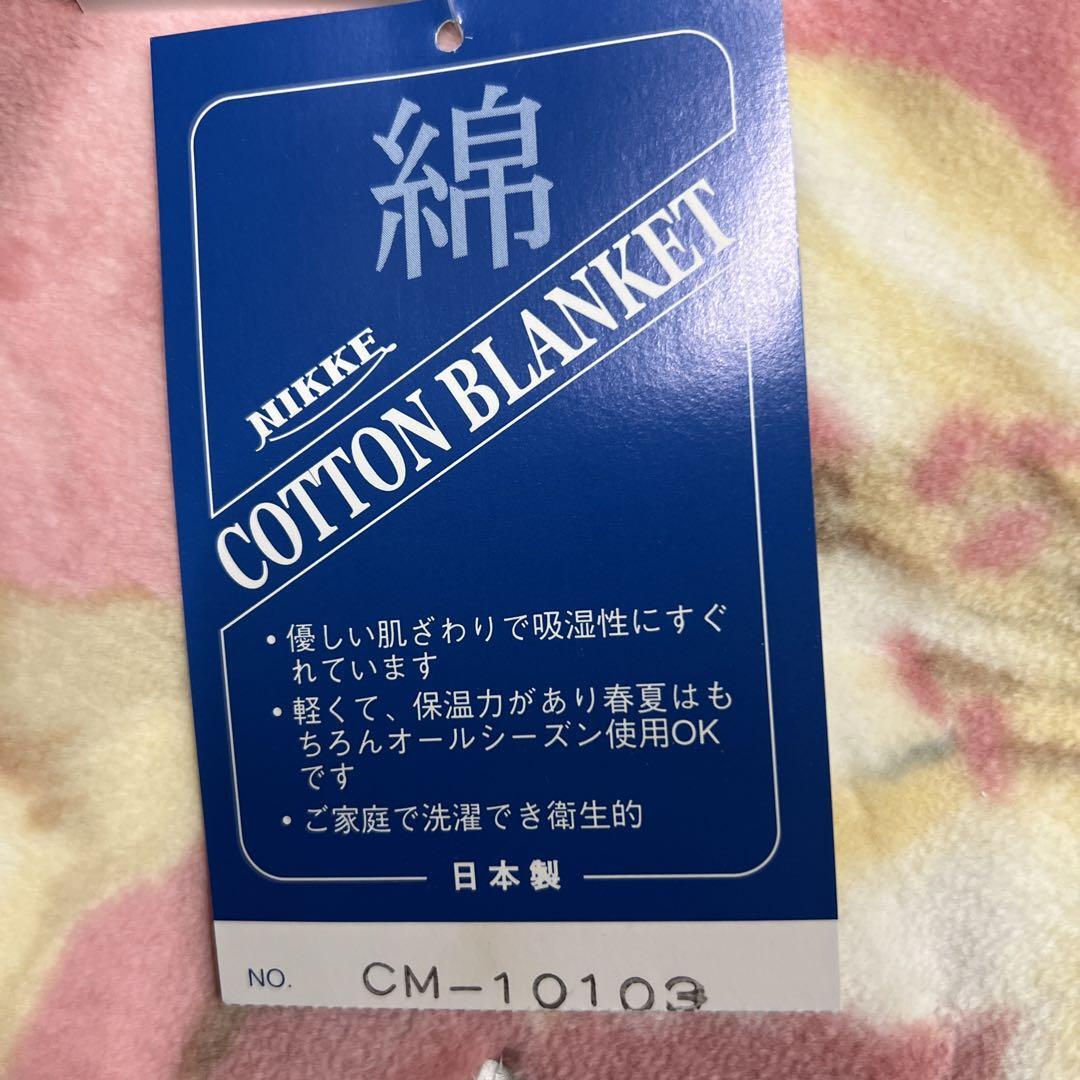 綿
NIKKE
COTTON BLANKET
•優しい肌ざわりで吸湿性にすぐ
れています
•軽くて、保温力があり春夏はも
ちろんオールシーズン使用OK
です
•ご家庭で洗濯でき衛生的
日本製
NO. CM-10103